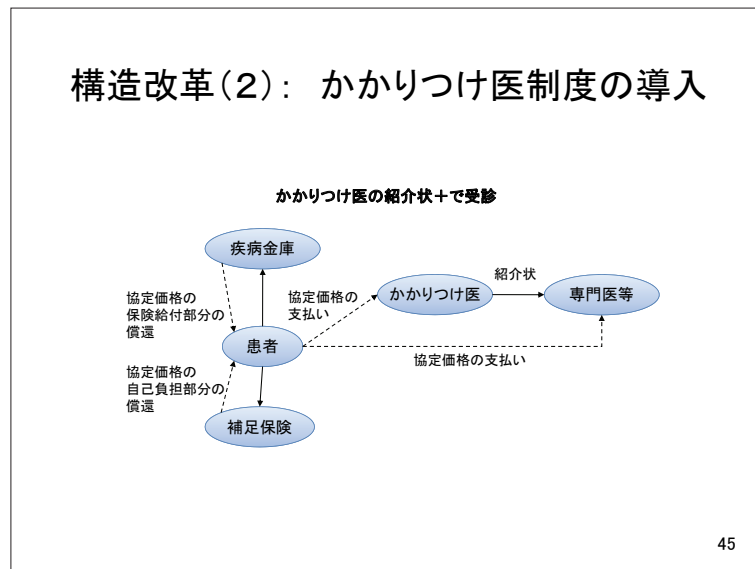 構造改革(2): かかりつけ医制度の導入
かかりつけ医の紹介状+で受診
疾病金庫
協定価格の
保険給付部分の
償還
協定価格の
支払い
かかりつけ医
紹介状
専門医等
患者
協定価格の支払い
協定価格の
自己負担部分の
償還
補足保険
45